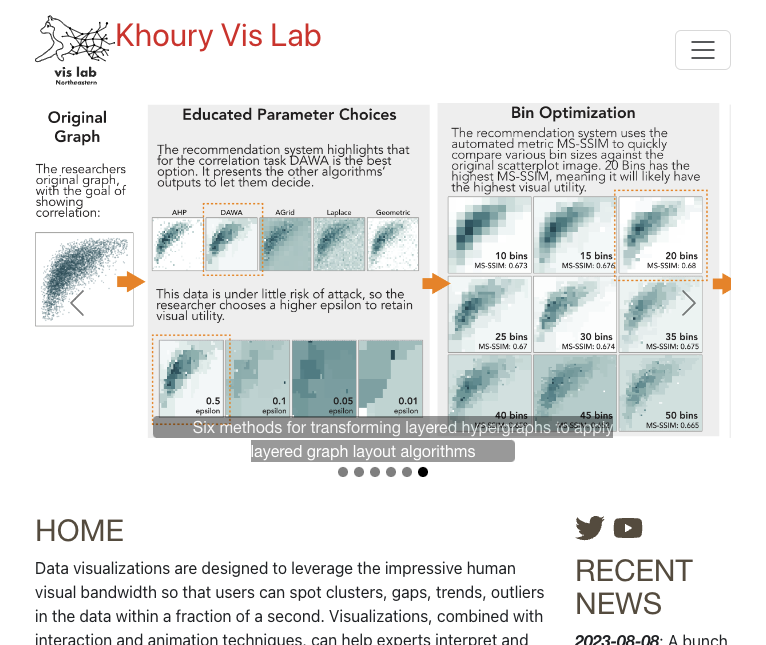 Khoury Vis Lab
vis lab
Northeastern
Original
Graph
The researchers
original graph,
with the goal of
showing
correlation:
Educated Parameter Choices
The recommendation system highlights that
for the correlation task DAWA is the best
option. It presents the other algorithms'
outputs to let them decide.
AHP DAWA AGrid Laplace Geometric
This data is under little risk of attack, so the
researcher chooses a higher epsilon to retain
visual utility.
0.5 0.1 0.05 0.01
epsilon epsilon epsilon epsilon
Bin Optimization
The recommendation system uses the
automated metric MS-SSIM to quickly
compare various bin sizes against the
original scatterplot image. 20 Bins has the
highest MS-SSIM, meaning it will likely have
the highest visual utility.
10 bins 15 bins 20 bins
MS-SSIM: 0.673 MS-SSIM: 0.676 MS-SSIM: 0.68
25 bins 30 bins 35 bins
MS-SSIM: 0.67 MS-SSIM: 0.674 MS-SSIM: 0.675
40 bins 45 bins 50 bins
MS-SSIM: MS-SSIM: MS-SSIM: 0.665
Six methods for transforming layered hypergraphs to apply
layered graph layout algorithms
HOME
Data visualizations are designed to leverage the impressive human
visual bandwidth so that users can spot clusters, gaps, trends, outliers
in the data within a fraction of a second. Visualizations, combined with
interaction and animation techniques, can help experts interpret and
RECENT
NEWS
2023-08-08: A bunch